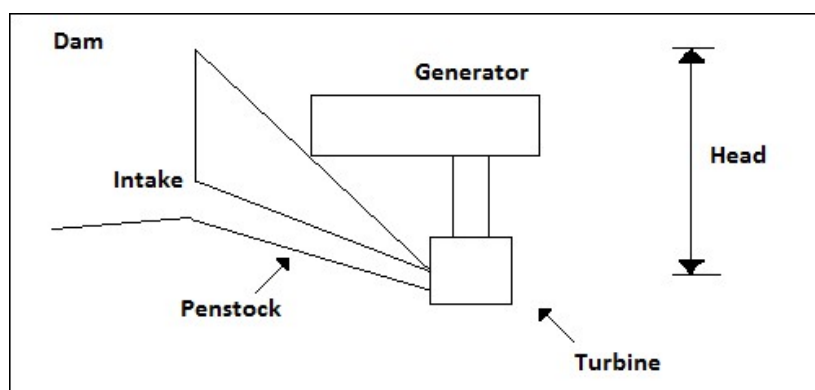 Dam
Generator
Head
Intake
Penstock
Turbine